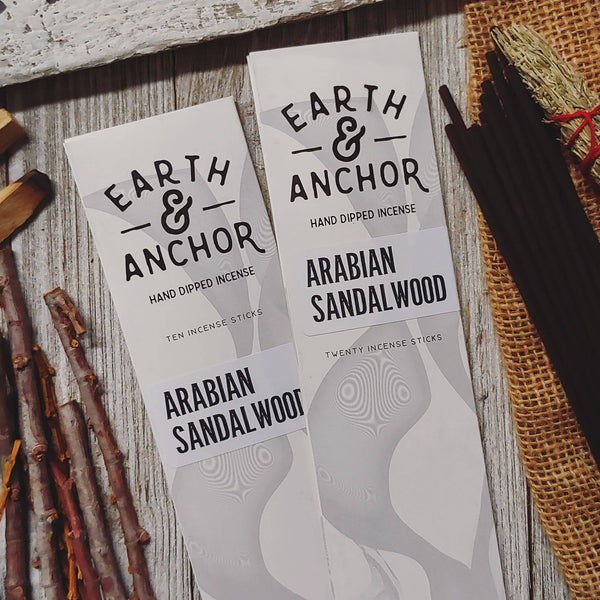 EARTH
&
ANCHOR
HAND DIPPED INCENSE
TEN INCENSE STICKS
ARABIAN
SANDALWOOD
EARTH
&
ANCHOR
HAND DIPPED INCENSE
ARABIAN
SANDALWOOD
TWENTY INCENSE STICKS